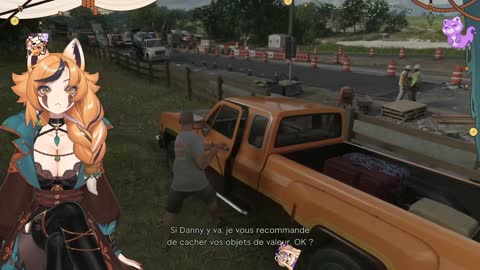 Si Danny y va, je vous recommande
de cacher vos objets de valeur, OK ?